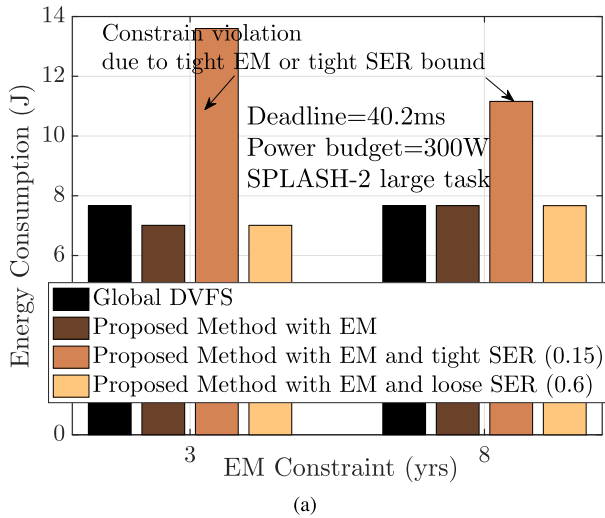 14
12
10
8
6
0
Energy Consumption (J)
Constrain violation
due to tight EM or tight SER bound
Deadline=40.2ms
Power budget=300W
SPLASH-2 large task
Global DVFS
Proposed Method with EM
Proposed Method with EM and tight SER (0.15)
Proposed Method with EM and loose SER (0.6)
3
8
EM Constraint (yrs)
(a)